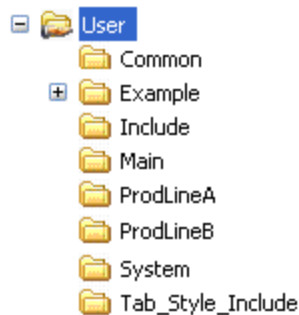 User
Common
Example
Include
Main
ProdLineA
ProdLineB
System
Tab_Style_Include